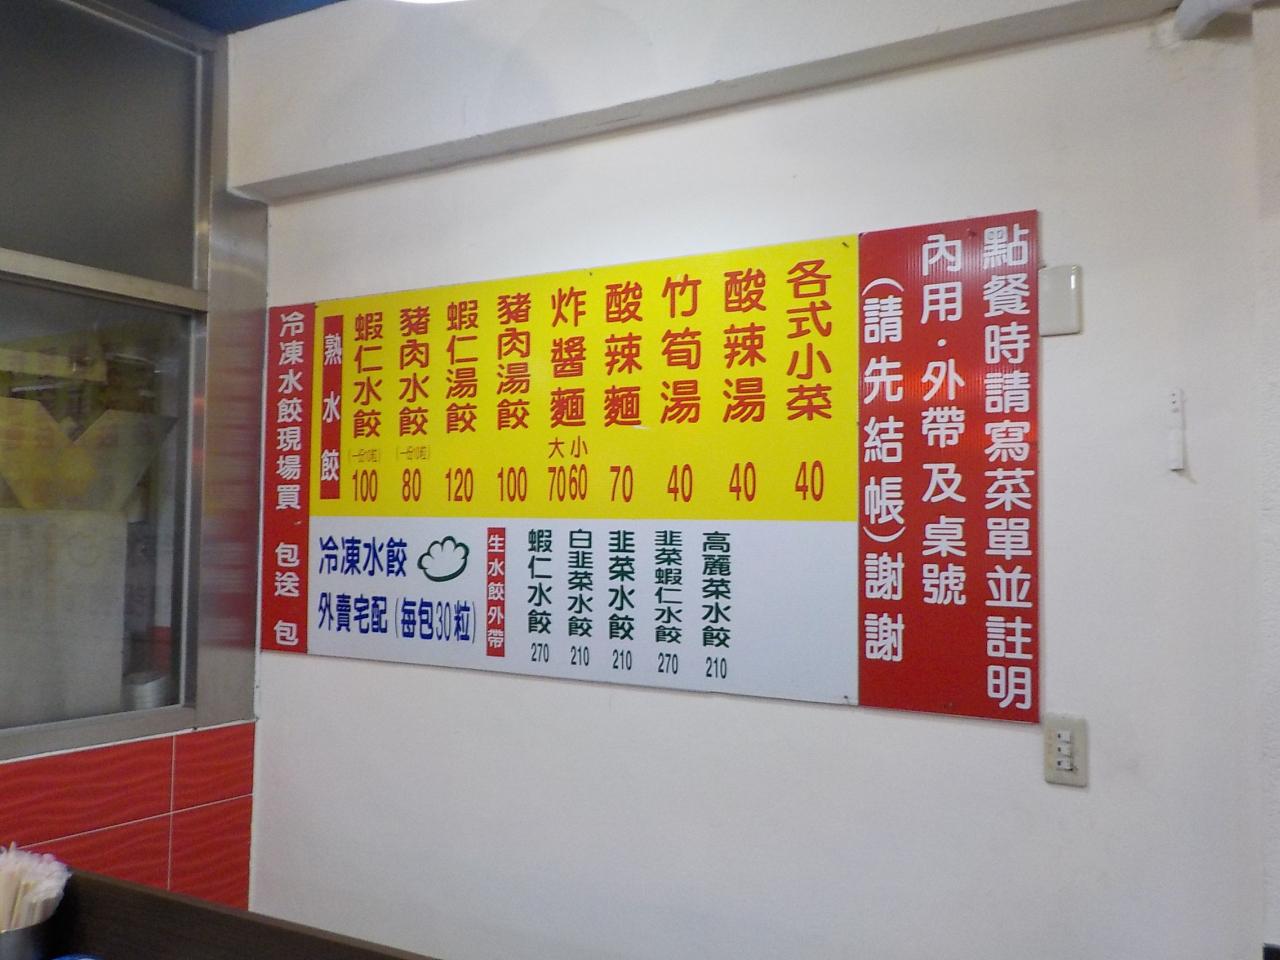 點餐時請寫菜單並註明
內用·外帶及桌號
(請先結帳)謝謝
各式小菜 40
酸辣湯 40
竹筍湯 40
酸辣麵 70
炸醬麵 大70 小60
豬肉湯餃 100
蝦仁湯餃 120
豬肉水餃 (一份10粒) 80
蝦仁水餃 (一份10粒) 100
熟水餃
冷凍水餃
外賣宅配(每包30粒)
生水餃外帶
蝦仁水餃 270
白韭菜水餃 210
韭菜水餃 210
韭菜蝦仁水餃 270
高麗菜水餃 210
冷凍水餃現場買 包送 包